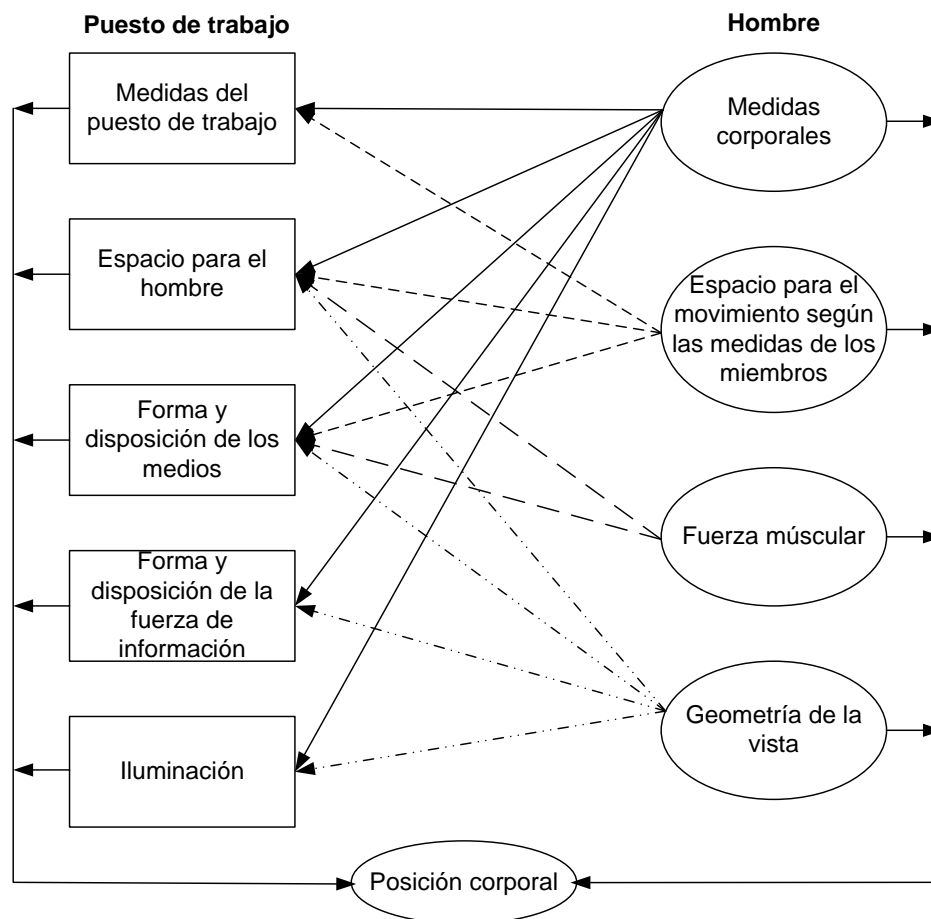 Puesto de trabajo
Hombre
Medidas del
puesto de trabajo
Medidas
corporales
Espacio para el
hombre
Espacio para el
movimiento según
las medidas de los
miembros
Forma y
disposición de los
medios
Fuerza múscular
Forma y
disposición de la
fuerza de
información
Geometría de la
vista
Iluminación
Posición corporal